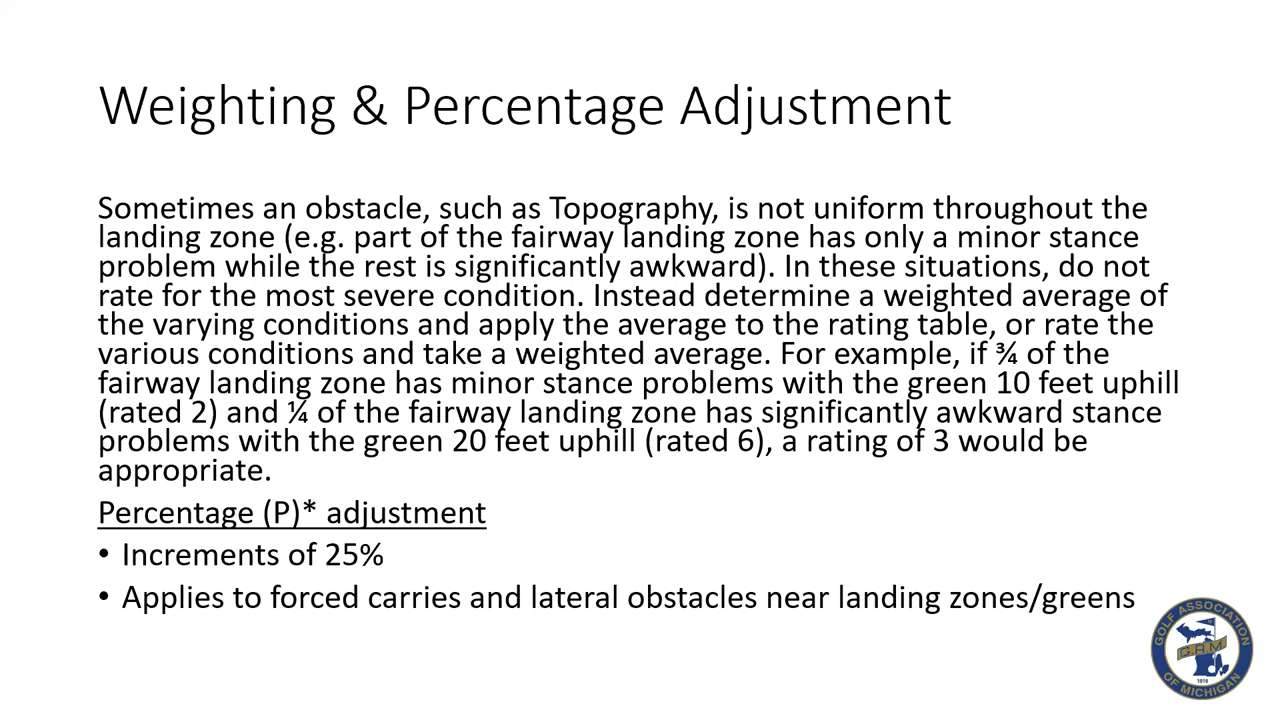 Weighting & Percentage Adjustment
Sometimes an obstacle, such as Topography, is not uniform throughout the
landing zone (e.g. part of the fairway landing zone has only a minor stance
problem while the rest is significantly awkward). In these situations, do not
rate for the most severe condition. Instead determine a weighted average of
the varying conditions and apply the average to the rating table, or rate the
various conditions and take a weighted average. For example, if ¾ of the
fairway landing zone has minor stance problems with the green 10 feet uphill
(rated 2) and ¼ of the fairway landing zone has significantly awkward stance
problems with the green 20 feet uphill (rated 6), a rating of 3 would be
appropriate.
Percentage (P)* adjustment
• Increments of 25%
• Applies to forced carries and lateral obstacles near landing zones/greens
GOLF ASSOCIATION
G.A.M.
1919
OF MICHIGAN